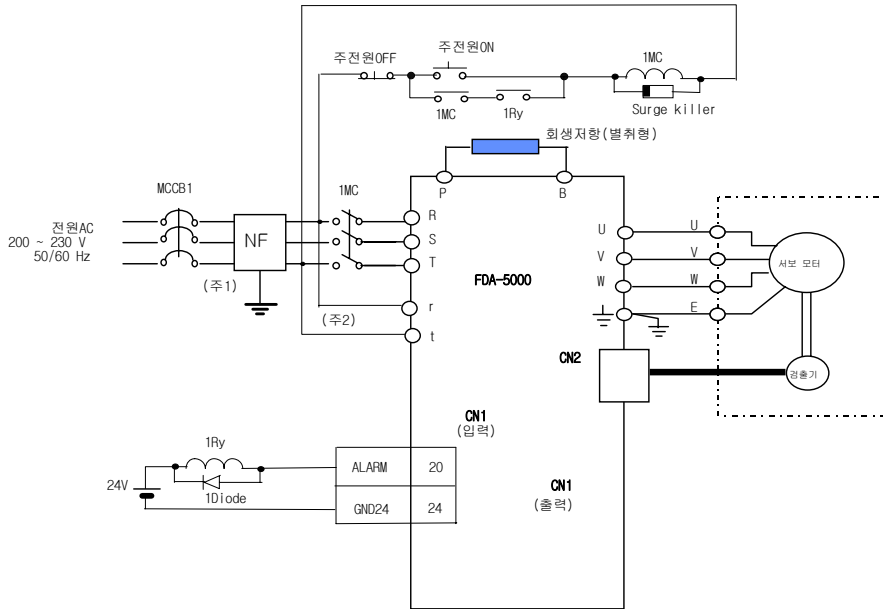 주전원OFF
주전원ON
1MC
1MC
1Ry
Surge killer
회생저항(별취형)
P
B
MCCB1
1MC
전원AC
200 ~ 230 V
50/60 Hz
NF
(주1)
(주2)
R
S
T
r
t
FDA-5000
U
V
W
U
V
W
E
서보 모터
검출기
CN2
CN1
(입력)
1Ry
24V
1Diode
ALARM
20
GND24
24
CN1
(출력)